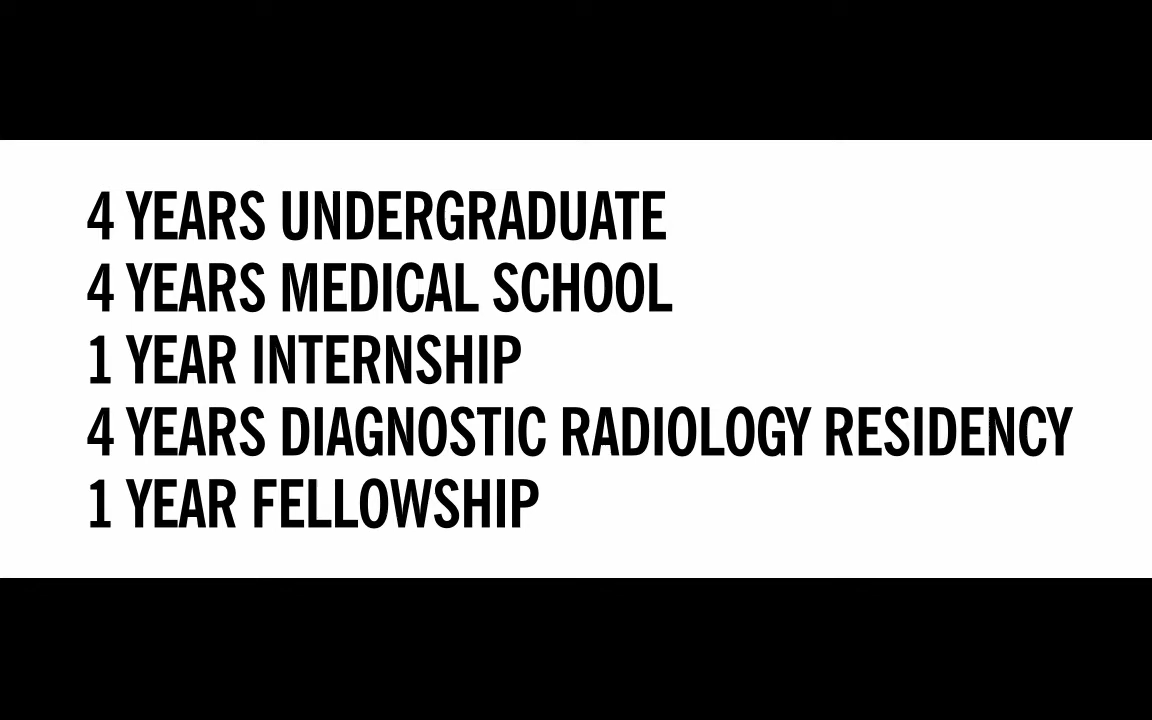 4 YEARS UNDERGRADUATE
4 YEARS MEDICAL SCHOOL
1 YEAR INTERNSHIP
4 YEARS DIAGNOSTIC RADIOLOGY RESIDENCY
1 YEAR FELLOWSHIP